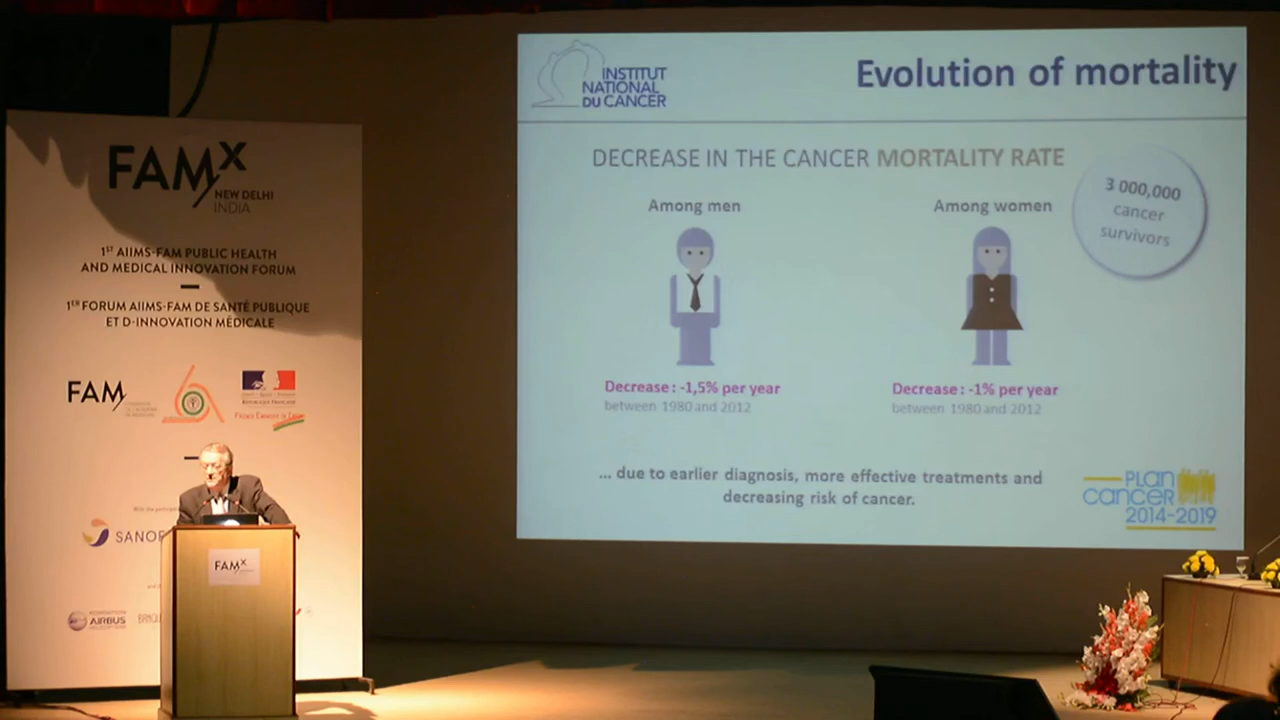 FAMX
NEW DELHI
INDIA
1ST AIIMS-FAM PUBLIC HEALTH
AND MEDICAL INNOVATION FORUM
1ER FORUM AIIMS-FAM DE SANTÉ PUBLIQUE
ET D-INNOVATION MÉDICALE
FAM
SANOF
AIRBUS
FAMX
INSTITUT
NATIONAL
DU CANCER
Evolution of mortality
DECREASE IN THE CANCER MORTALITY RATE
3 000,000
cancer
survivors
Among men
Among women
Decrease : -1,5% per year
between 1980 and 2012
Decrease : -1% per year
between 1980 and 2012
... due to earlier diagnosis, more effective treatments and
decreasing risk of cancer.
PLAN
CANCER
2014-2019